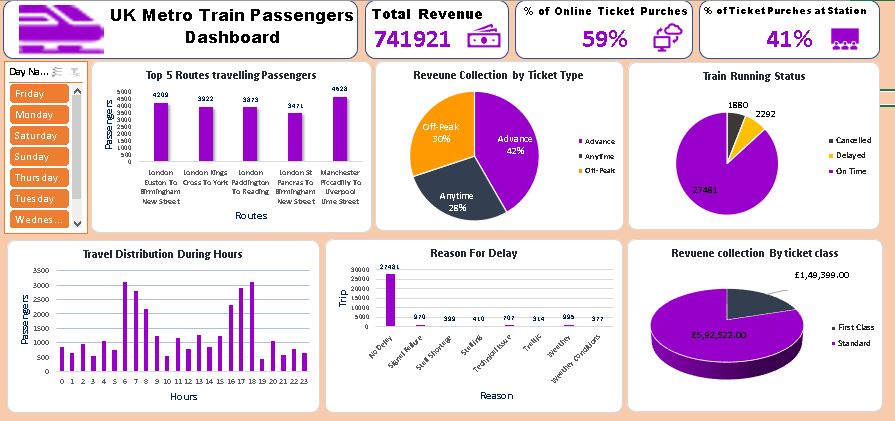 UK Metro Train Passengers
Dashboard
Total Revenue
741921
% of Online Ticket Purches
59%
% of Ticket Purches at Station
41%
Day Na...
Friday
Monday
Saturday
Sunday
Thursday
Tuesday
Wednes...
Top 5 Routes travelling Passengers
Passengers
5000
4500
4000
3500
3000
2500
2000
1500
1000
500
0
4209
3922
3873
3471
4628
London Euston To Birmingham New Street
London Kings Cross To York
London Paddington To Reading
London St Pancras To Birmingham New Street
Manchester Piccadilly To Liverpool Lime Street
Routes
Reveune Collection by Ticket Type
Off-Peak
30%
Advance
42%
Anytime
28%
Advance
Anytime
Off-Peak
Train Running Status
1880
2292
27481
Cancelled
Delayed
On Time
Travel Distribution During Hours
Passengers
3500
3000
2500
2000
1500
1000
500
0
0 1 2 3 4 5 6 7 8 9 10 11 12 13 14 15 16 17 18 19 20 21 22 23
Hours
Reason For Delay
Trip
30000
25000
20000
15000
10000
5000
0
27481
970
399
410
707
314
995
377
No Delay
Signal Failure
Staff Shortage
Staffing
Technical Issue
Traffic
Weather
Weather Conditions
Reason
Revuene collection By ticket class
£1,49,399.00
£5,92,522.00
First Class
Standard